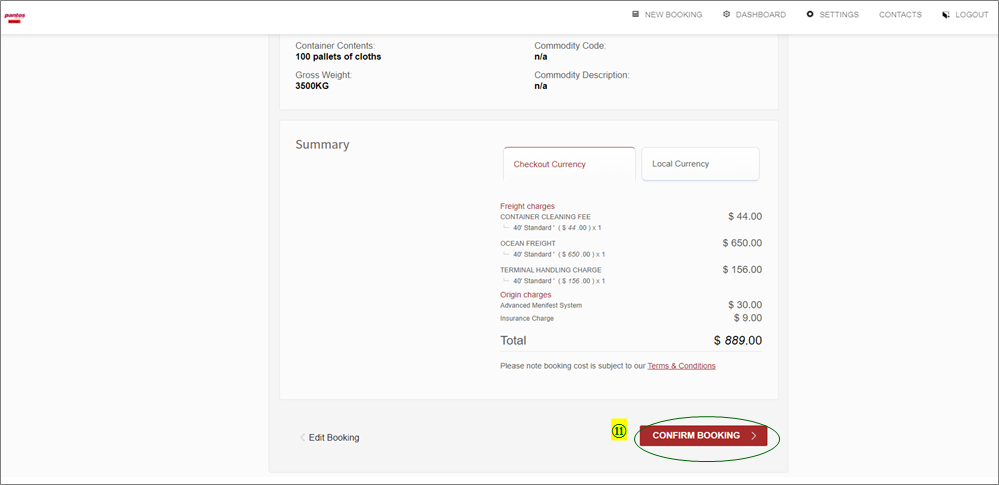 pantos
NEW BOOKING DASHBOARD SETTINGS CONTACTS LOGOUT
Container Contents: Commodity Code:
100 pallets of cloths n/a
Gross Weight: Commodity Description:
3500KG n/a
Summary
Checkout Currency Local Currency
Freight charges
CONTAINER CLEANING FEE $ 44.00
40' Standard ' ( $ 44 .00 ) x 1
OCEAN FREIGHT $ 650.00
40' Standard ' ( $ 650 .00 ) x 1
TERMINAL HANDLING CHARGE $ 156.00
40' Standard ' ( $ 156 .00 ) x 1
Origin charges
Advanced Menifest System $ 30.00
Insurance Charge $ 9.00
Total $ 889.00
Please note booking cost is subject to our Terms & Conditions
Edit Booking ⑪ CONFIRM BOOKING